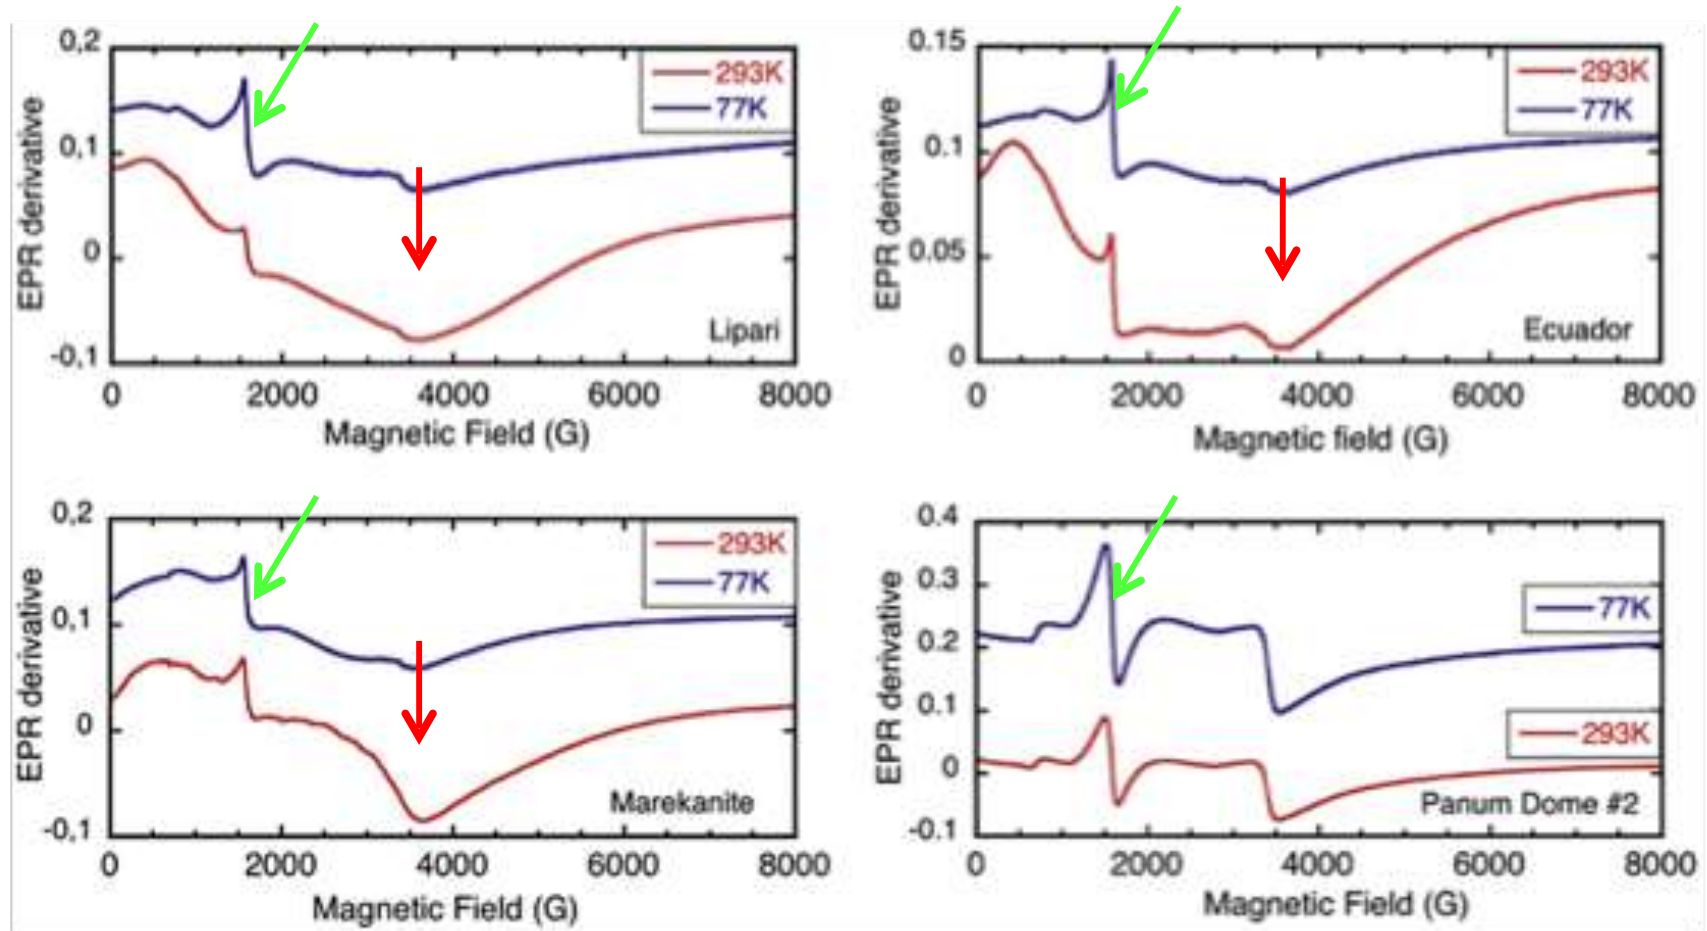 0,2
0,1
0
-0,1
EPR derivative
293K
77K
Lipari
0
2000
4000
6000
8000
Magnetic Field (G)
0.15
0.1
0.05
0
EPR derivative
293K
77K
Ecuador
0
2000
4000
6000
8000
Magnetic field (G)
0,2
0,1
0
-0,1
EPR derivative
293K
77K
Marekanite
0
2000
4000
6000
8000
Magnetic Field (G)
0.4
0.3
0.2
0.1
0
-0.1
EPR derivative
77K
293K
Panum Dome #2
0
2000
4000
6000
8000
Magnetic Field (G)